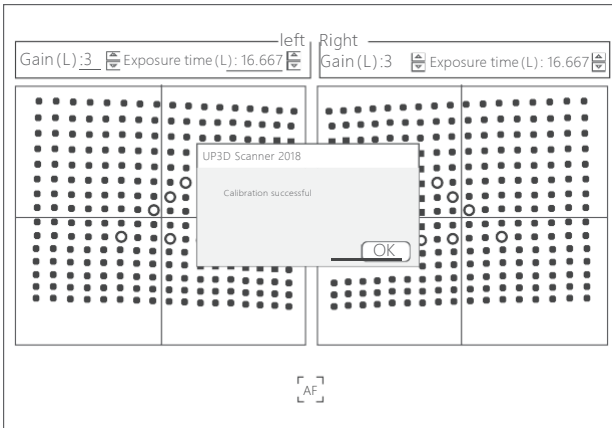 left Right
Gain (L) :3 Exposure time (L) : 16.667 Gain (L) :3 Exposure time (L) : 16.667
UP3D Scanner 2018
Calibration successful
OK
AF